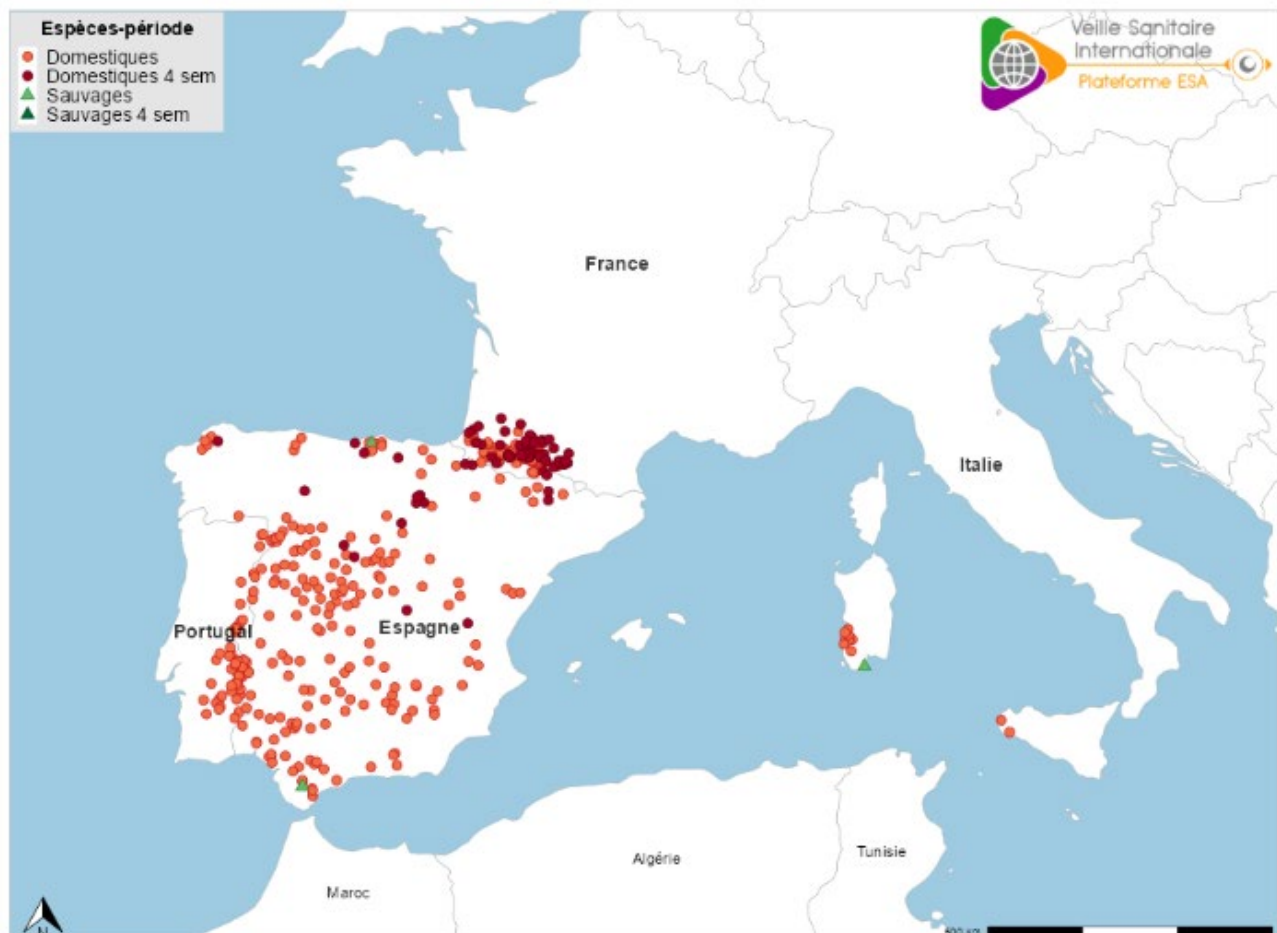 Espèces-période
Domestiques
Domestiques 4 sem
Sauvages
Sauvages 4 sem
Veille Sanitaire
Internationale
Plateforme ESA
France
Italie
Portugal
Espagne
Algérie
Tunisie
Maroc